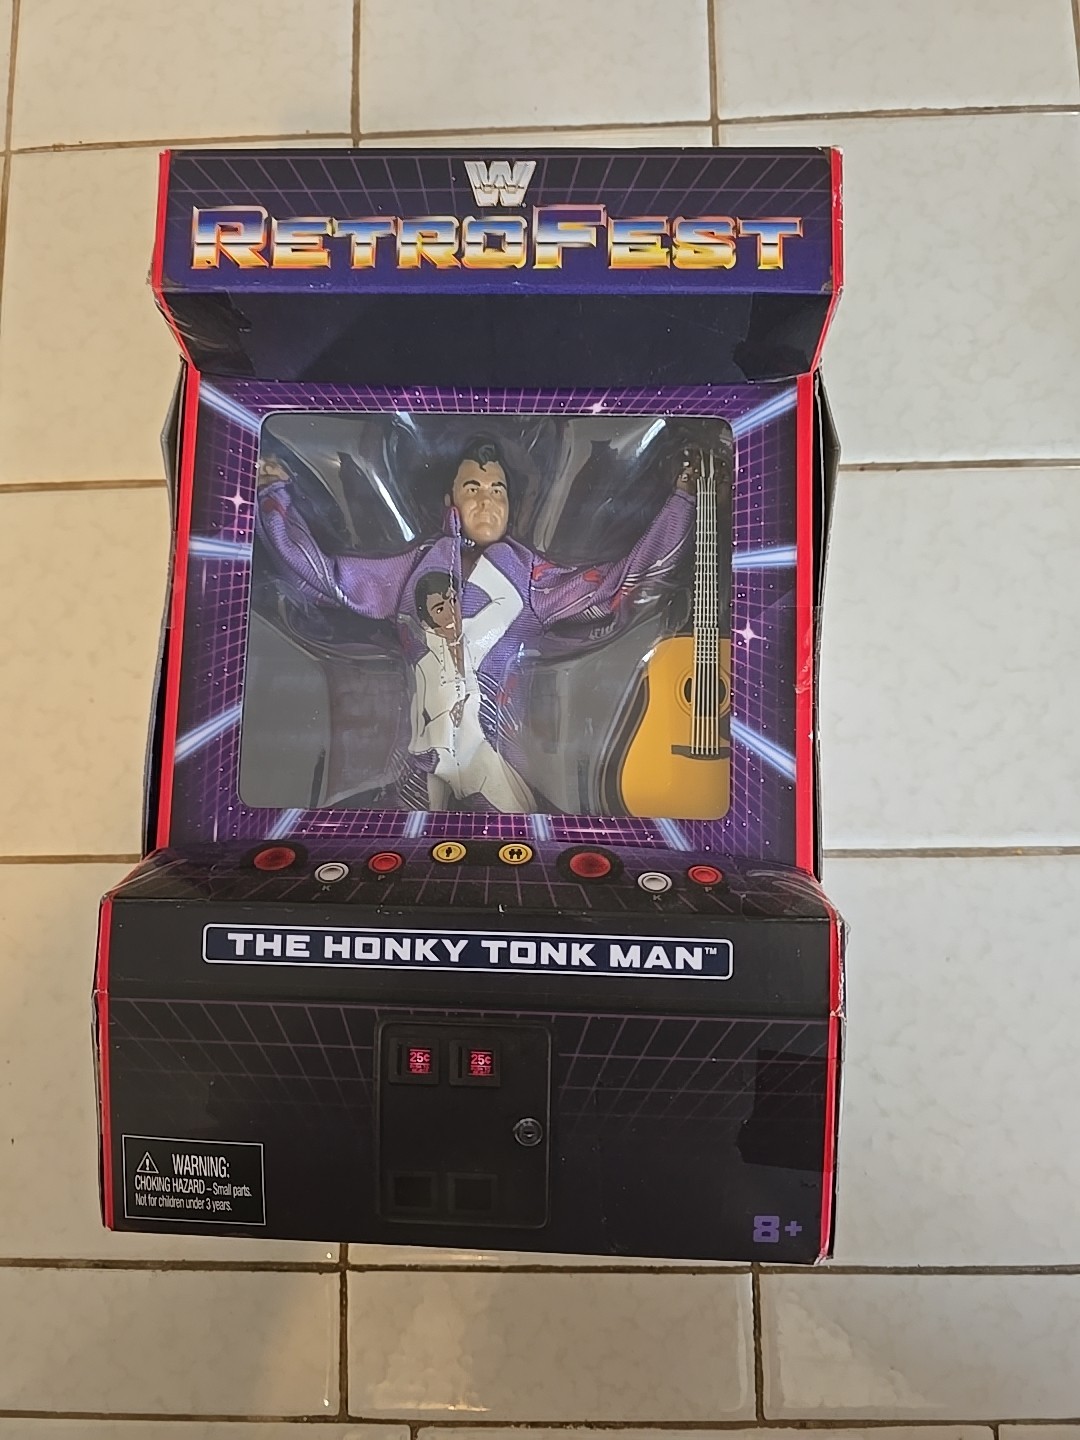 W
RETROFEST
K
P
K
P
THE HONKY TONK MAN™
25¢
25¢
WARNING:
CHOKING HAZARD – Small parts.
Not for children under 3 years.
8+